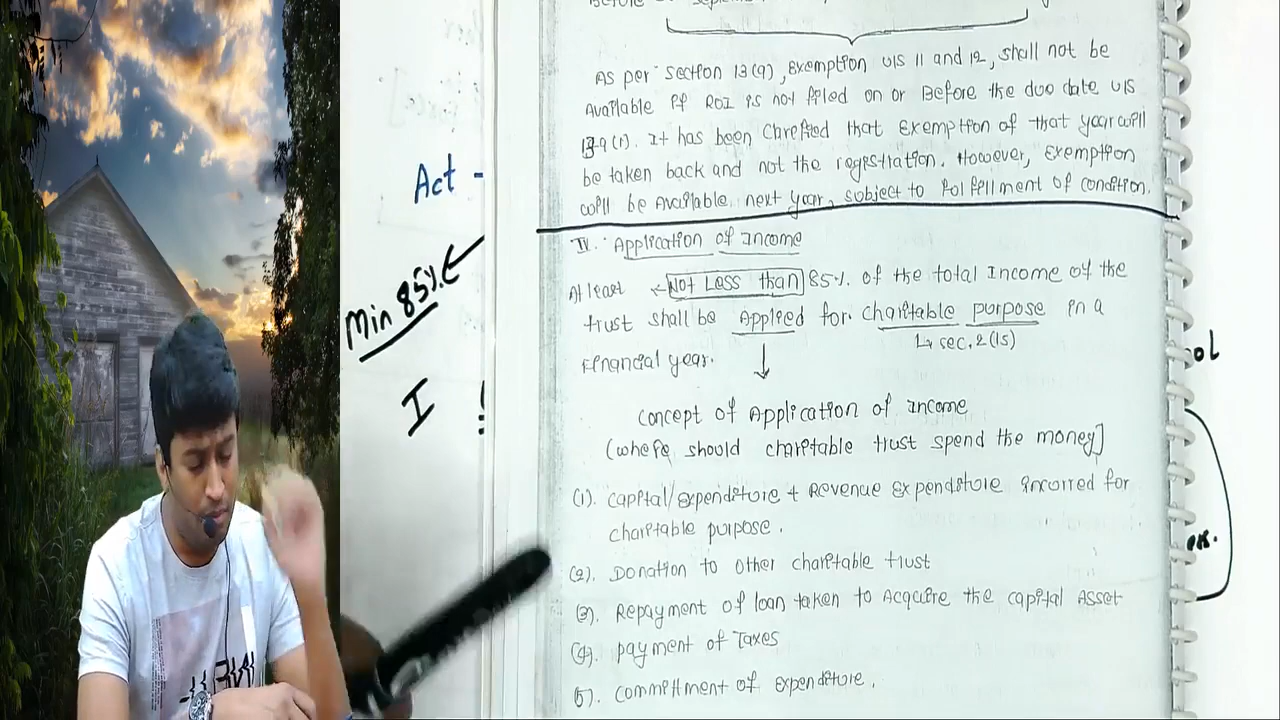 As per section 13(9), Exemption U/S 11 and 12, shall not be
Available if ROI is not filed on or Before the due date U/S
139(1). It has been Clarified that Exemption of that year will
be taken back and not the registration. However, Exemption
will be Available next year, subject to fulfillment of condition.
IV. Application of Income
At least ← Not Less than 85% of the total Income of the
trust shall be Applied for charitable purpose in a
↳ sec. 2(15)
Financial year.
Concept of Application of Income
(where should charitable trust spend the money)
(1). Capital/Expenditure + Revenue Expenditure incurred for
charitable purpose.
(2). Donation to other charitable trust
(3). Repayment of loan taken to Acquire the capital Asset
(4). Payment of Taxes
(5). Commitment of expenditure.
Act -
Min 85%
I